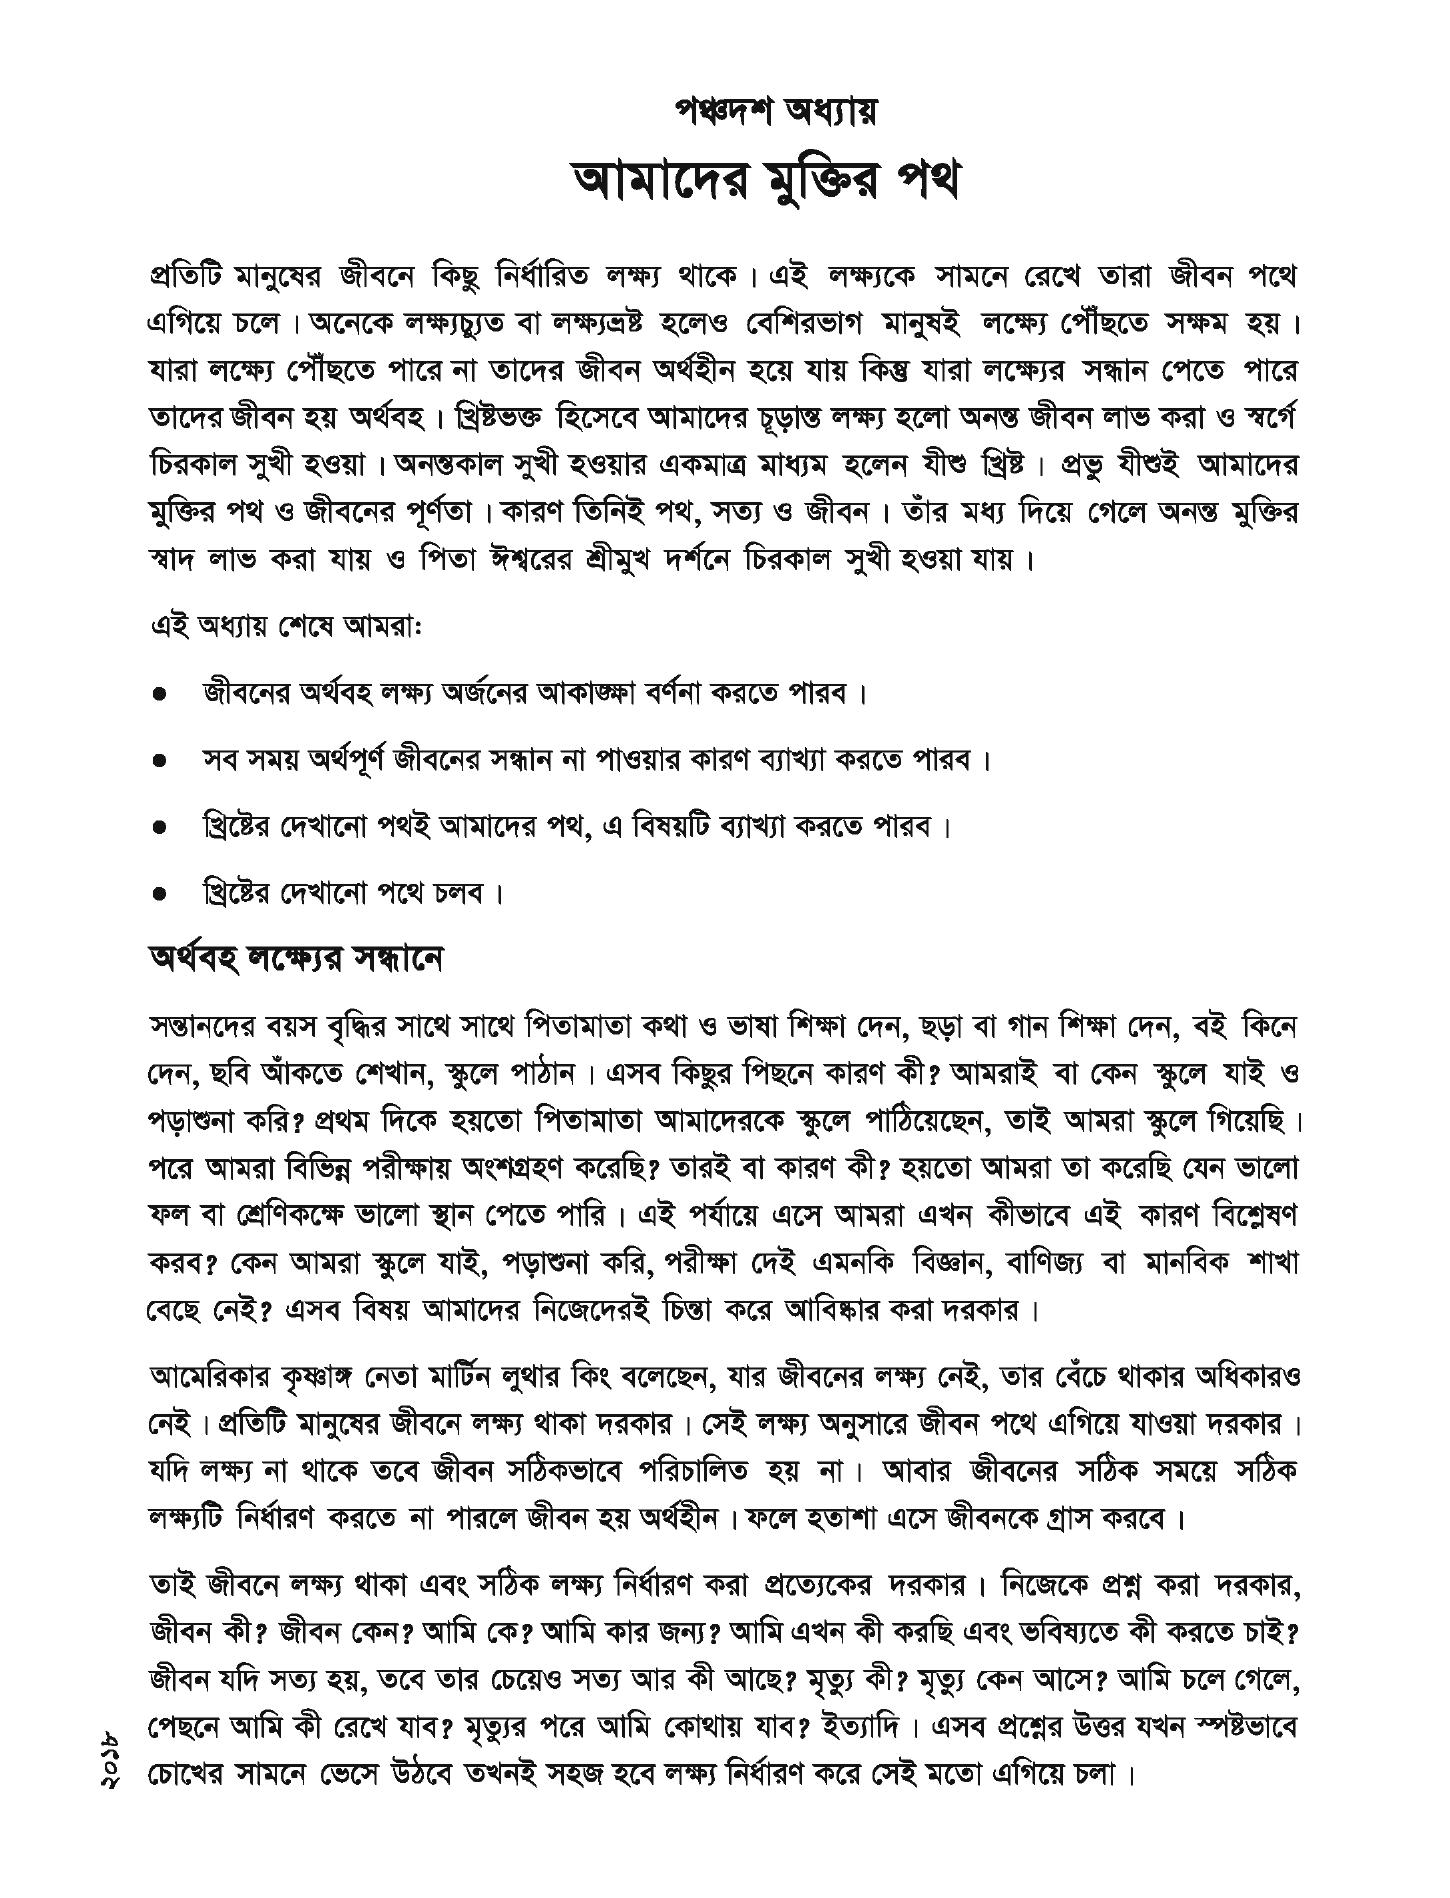 পঞ্চদশ অধ্যায়
আমাদের মুক্তির পথ
প্রতিটি মানুষের জীবনে কিছু নির্ধারিত লক্ষ্য থাকে। এই লক্ষ্যকে সামনে রেখে তারা জীবন পথে
এগিয়ে চলে। অনেকে লক্ষ্যচ্যুত বা লক্ষ্যভ্রষ্ট হলেও বেশিরভাগ মানুষই লক্ষ্যে পৌঁছতে সক্ষম হয়।
যারা লক্ষ্যে পৌঁছতে পারে না তাদের জীবন অর্থহীন হয়ে যায় কিন্তু যারা লক্ষ্যের সন্ধান পেতে পারে
তাদের জীবন হয় অর্থবহ। খ্রিষ্টভক্ত হিসেবে আমাদের চূড়ান্ত লক্ষ্য হলো অনন্ত জীবন লাভ করা ও স্বর্গে
চিরকাল সুখী হওয়া। অনন্তকাল সুখী হওয়ার একমাত্র মাধ্যম হলেন যীশু খ্রিষ্ট। প্রভু যীশুই আমাদের
মুক্তির পথ ও জীবনের পূর্ণতা। কারণ তিনিই পথ, সত্য ও জীবন। তাঁর মধ্য দিয়ে গেলে অনন্ত মুক্তির
স্বাদ লাভ করা যায় ও পিতা ঈশ্বরের শ্রীমুখ দর্শনে চিরকাল সুখী হওয়া যায়।
এই অধ্যায় শেষে আমরা:
• জীবনের অর্থবহ লক্ষ্য অর্জনের আকাঙ্ক্ষা বর্ণনা করতে পারব।
• সব সময় অর্থপূর্ণ জীবনের সন্ধান না পাওয়ার কারণ ব্যাখ্যা করতে পারব।
• খ্রিষ্টের দেখানো পথই আমাদের পথ, এ বিষয়টি ব্যাখ্যা করতে পারব।
• খ্রিষ্টের দেখানো পথে চলব।
অর্থবহ লক্ষ্যের সন্ধানে
সন্তানদের বয়স বৃদ্ধির সাথে সাথে পিতামাতা কথা ও ভাষা শিক্ষা দেন, ছড়া বা গান শিক্ষা দেন, বই কিনে
দেন, ছবি আঁকতে শেখান, স্কুলে পাঠান। এসব কিছুর পিছনে কারণ কী? আমরাই বা কেন স্কুলে যাই ও
পড়াশুনা করি? প্রথম দিকে হয়তো পিতামাতা আমাদেরকে স্কুলে পাঠিয়েছেন, তাই আমরা স্কুলে গিয়েছি।
পরে আমরা বিভিন্ন পরীক্ষায় অংশগ্রহণ করেছি? তারই বা কারণ কী? হয়তো আমরা তা করেছি যেন ভালো
ফল বা শ্রেণিকক্ষে ভালো স্থান পেতে পারি। এই পর্যায়ে এসে আমরা এখন কীভাবে এই কারণ বিশ্লেষণ
করব? কেন আমরা স্কুলে যাই, পড়াশুনা করি, পরীক্ষা দেই এমনকি বিজ্ঞান, বাণিজ্য বা মানবিক শাখা
বেছে নেই? এসব বিষয় আমাদের নিজেদেরই চিন্তা করে আবিষ্কার করা দরকার।
আমেরিকার কৃষ্ণাঙ্গ নেতা মার্টিন লুথার কিং বলেছেন, যার জীবনের লক্ষ্য নেই, তার বেঁচে থাকার অধিকারও
নেই। প্রতিটি মানুষের জীবনে লক্ষ্য থাকা দরকার। সেই লক্ষ্য অনুসারে জীবন পথে এগিয়ে যাওয়া দরকার।
যদি লক্ষ্য না থাকে তবে জীবন সঠিকভাবে পরিচালিত হয় না। আবার জীবনের সঠিক সময়ে সঠিক
লক্ষ্যটি নির্ধারণ করতে না পারলে জীবন হয় অর্থহীন। ফলে হতাশা এসে জীবনকে গ্রাস করবে।
তাই জীবনে লক্ষ্য থাকা এবং সঠিক লক্ষ্য নির্ধারণ করা প্রত্যেকের দরকার। নিজেকে প্রশ্ন করা দরকার,
জীবন কী? জীবন কেন? আমি কে? আমি কার জন্য? আমি এখন কী করছি এবং ভবিষ্যতে কী করতে চাই?
জীবন যদি সত্য হয়, তবে তার চেয়েও সত্য আর কী আছে? মৃত্যু কী? মৃত্যু কেন আসে? আমি চলে গেলে,
পেছনে আমি কী রেখে যাব? মৃত্যুর পরে আমি কোথায় যাব? ইত্যাদি। এসব প্রশ্নের উত্তর যখন স্পষ্টভাবে
চোখের সামনে ভেসে উঠবে তখনই সহজ হবে লক্ষ্য নির্ধারণ করে সেই মতো এগিয়ে চলা।
২০১৮